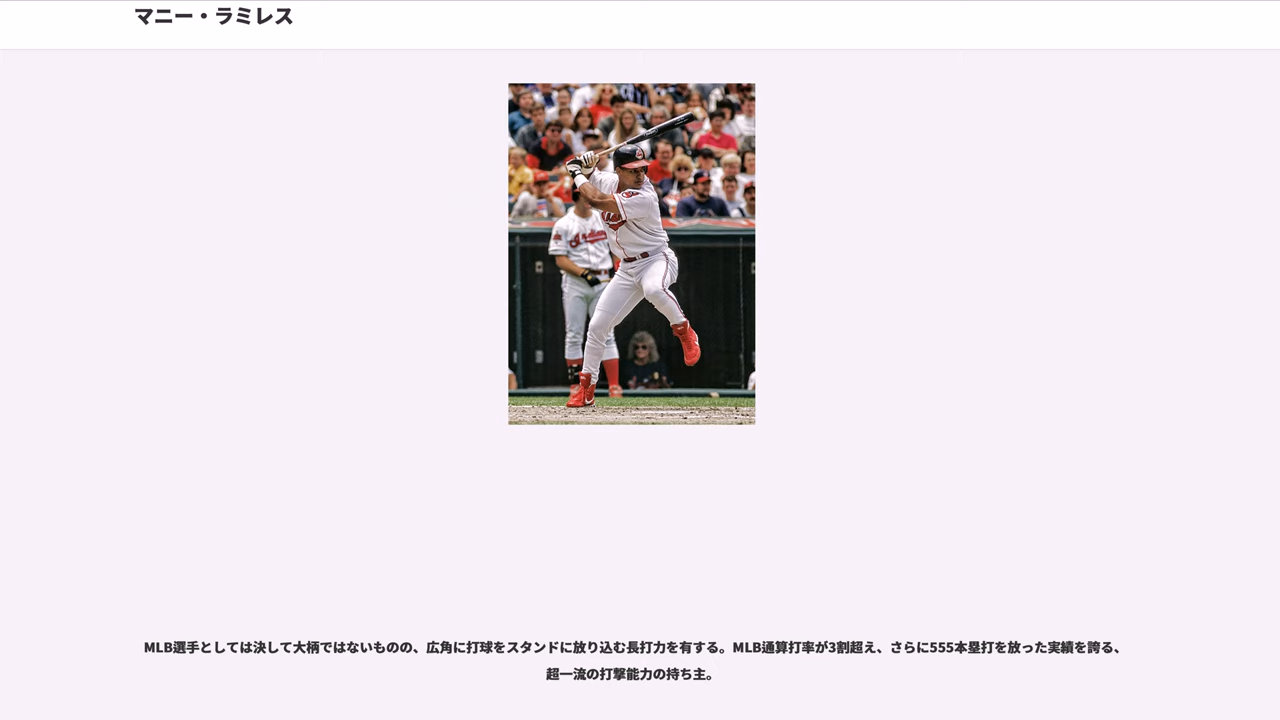 マニー・ラミレス
Indians
MLB選手としては決して大柄ではないものの、広角に打球をスタンドに放り込む長打力を有する。MLB通算打率が3割超え、さらに555本塁打を放った実績を誇る、
超一流の打撃能力の持ち主。